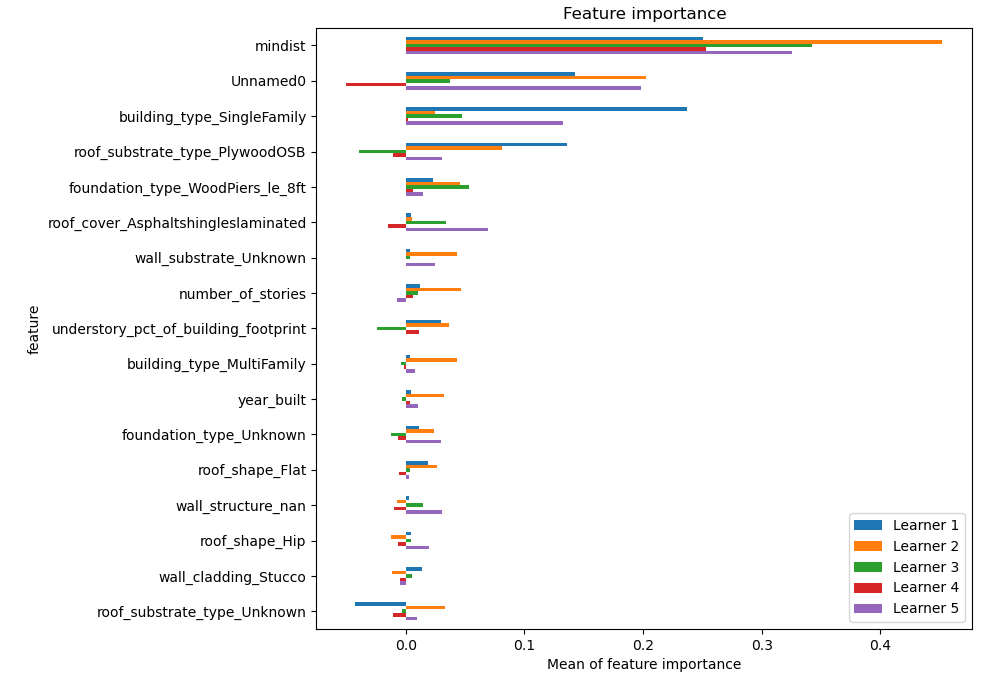 Feature importance
mindist
Unnamed0
building_type_SingleFamily
roof_substrate_type_PlywoodOSB
foundation_type_WoodPiers_le_8ft
roof_cover_Asphaltshingleslaminated
wall_substrate_Unknown
number_of_stories
understory_pct_of_building_footprint
building_type_MultiFamily
year_built
foundation_type_Unknown
roof_shape_Flat
wall_structure_nan
roof_shape_Hip
wall_cladding_Stucco
roof_substrate_type_Unknown
feature
Learner 1
Learner 2
Learner 3
Learner 4
Learner 5
0.0 0.1 0.2 0.3 0.4
Mean of feature importance